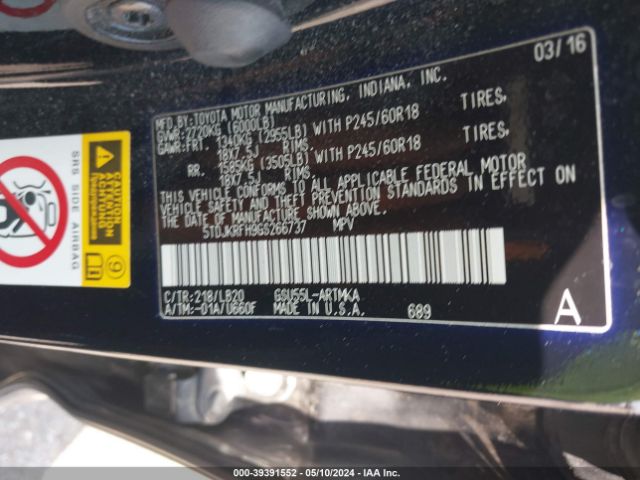 03/16
MFD.BY:TOYOTA MOTOR MANUFACTURING, INDIANA, INC.
GVWR:2720KG (6000LB)
GAWR:FRT. 1340KG (2955LB) WITH P245/60R18 TIRES,
18X7.5J RIMS
RR. 1585KG (3505LB) WITH P245/60R18 TIRES,
18X7.5J RIMS
THIS VEHICLE CONFORMS TO ALL APPLICABLE FEDERAL MOTOR
VEHICLE SAFETY AND THEFT PREVENTION STANDARDS IN EFFECT ON
THE DATE OF MANUFACTURE SHOWN ABOVE.
5TDJKRFH9GS266737 MPV
C/TR:218/LB20 GSU55L-ARTMKA
A/TM:-01A/U660F MADE IN U.S.A. 689
A
SRS SIDE AIRBAG
9
000-39391552 - 05/10/2024 - IAA Inc.